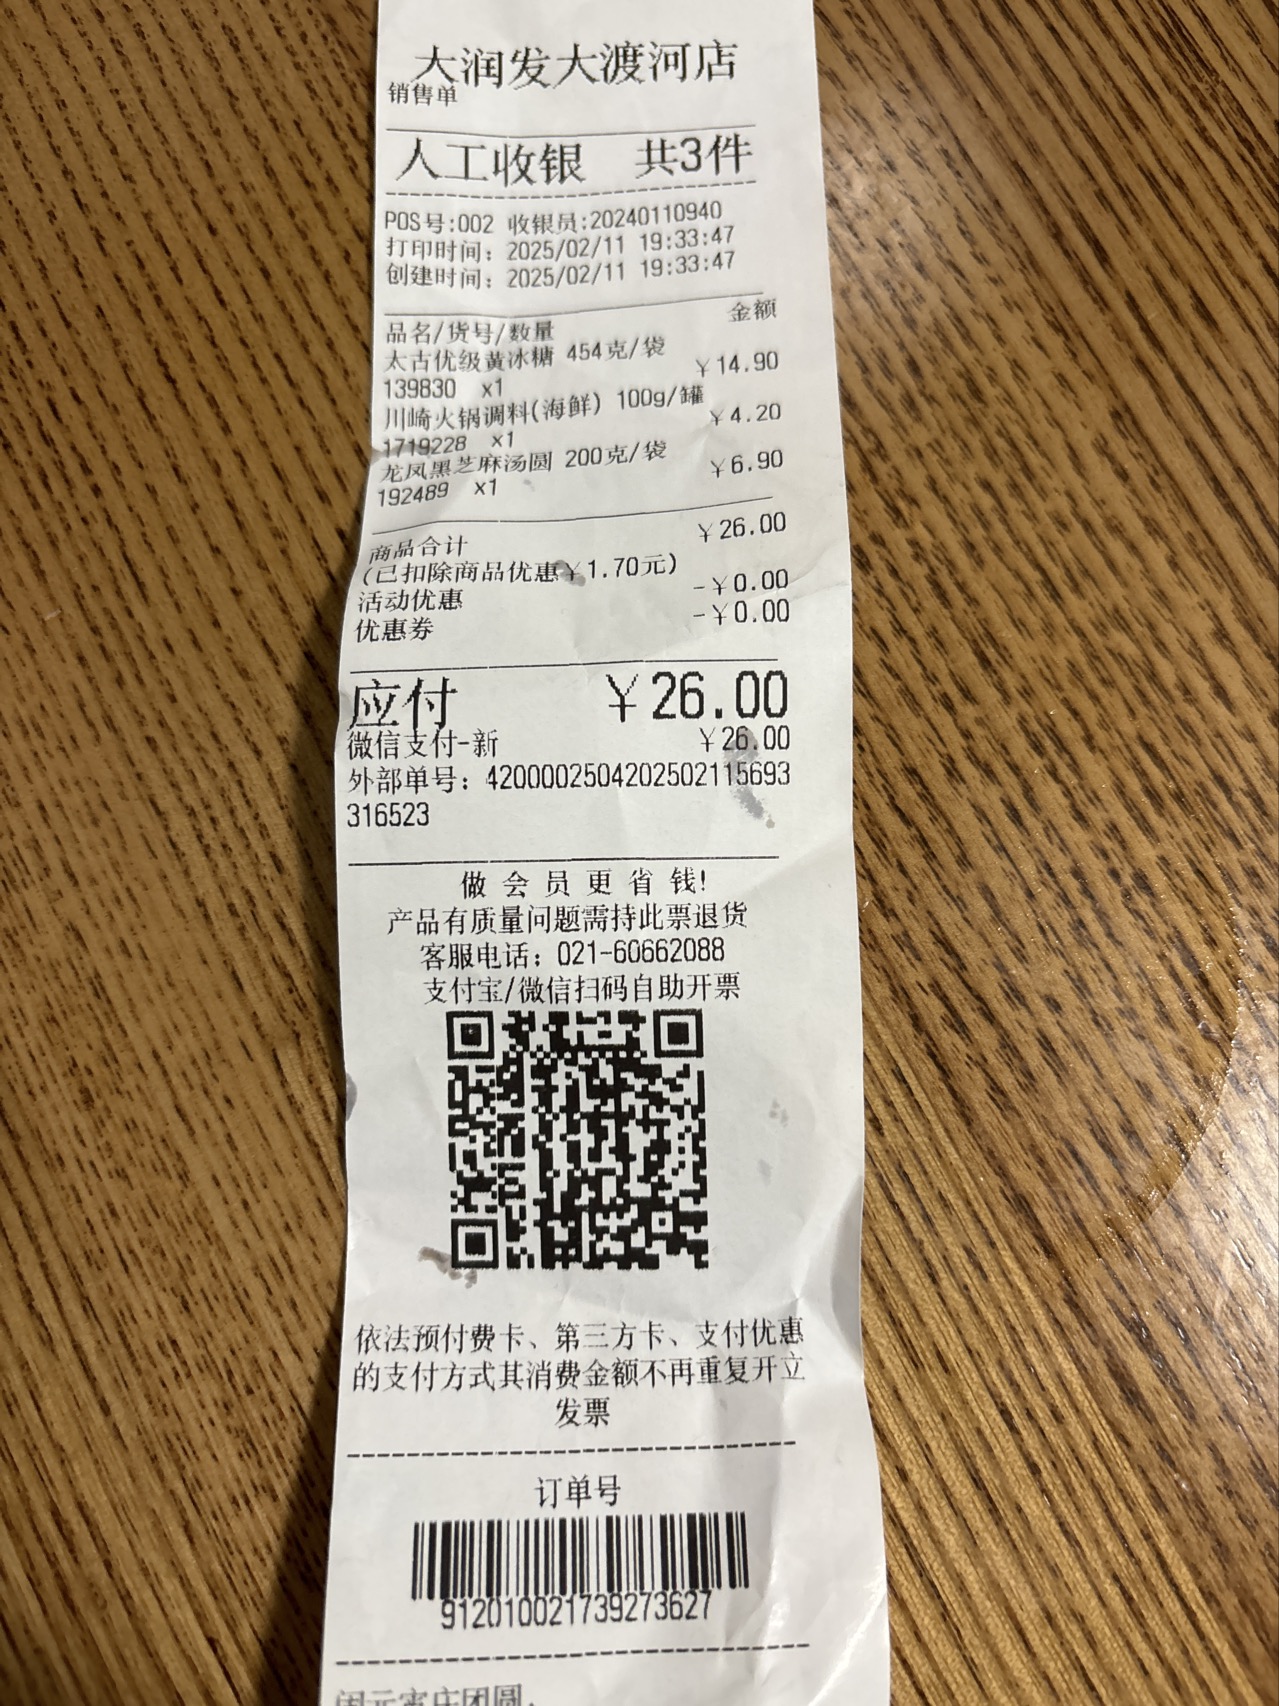 大润发大渡河店
销售单
人工收银 共3件
POS号:002 收银员:20240110940
打印时间：2025/02/11 19:33:47
创建时间：2025/02/11 19:33:47
品名/货号/数量 金额
太古优级黄冰糖 454克/袋 ￥14.90
139830 x1
川崎火锅调料(海鲜) 100g/罐 ￥4.20
1719228 x1
龙凤黑芝麻汤圆 200克/袋 ￥6.90
192489 x1
商品合计 ￥26.00
(已扣除商品优惠￥1.70元)
活动优惠 -￥0.00
优惠券 -￥0.00
应付 ￥26.00
微信支付-新 ￥26.00
外部单号：4200002504202502115693
316523
做会员更省钱!
产品有质量问题需持此票退货
客服电话：021-60662088
支付宝/微信扫码自助开票
依法预付费卡、第三方卡、支付优惠
的支付方式其消费金额不再重复开立
发票
订单号
912010021739273627
闹元宵庆团圆，